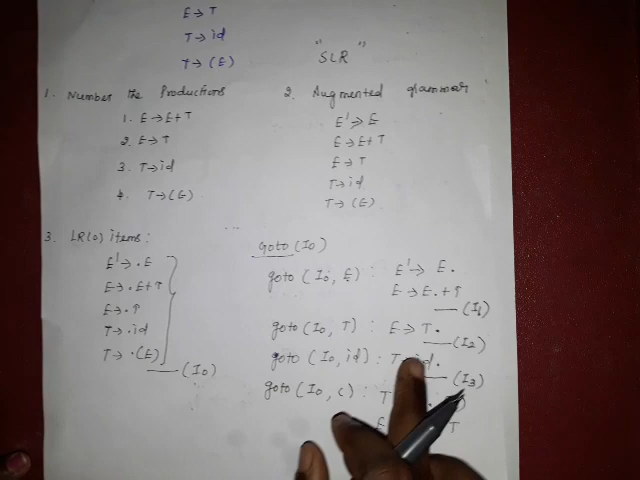 E → T
T → id
T → (E)
"SLR"
1. Number the Productions
1. E → E + T
2. E → T
3. T → id
4. T → (E)
2. Augmented grammar
E' → E
E → E + T
E → T
T → id
T → (E)
3. LR(0) items:
E' → .E
E → .E + T
E → .T
T → .id
T → .(E)
(I0)
Goto (I0)
goto (I0, E) : E' → E.
E → E. + T
(I1)
goto (I0, T) : E → T.
(I2)
goto (I0, id) : T → id.
(I3)
goto (I0, () : T
E
T